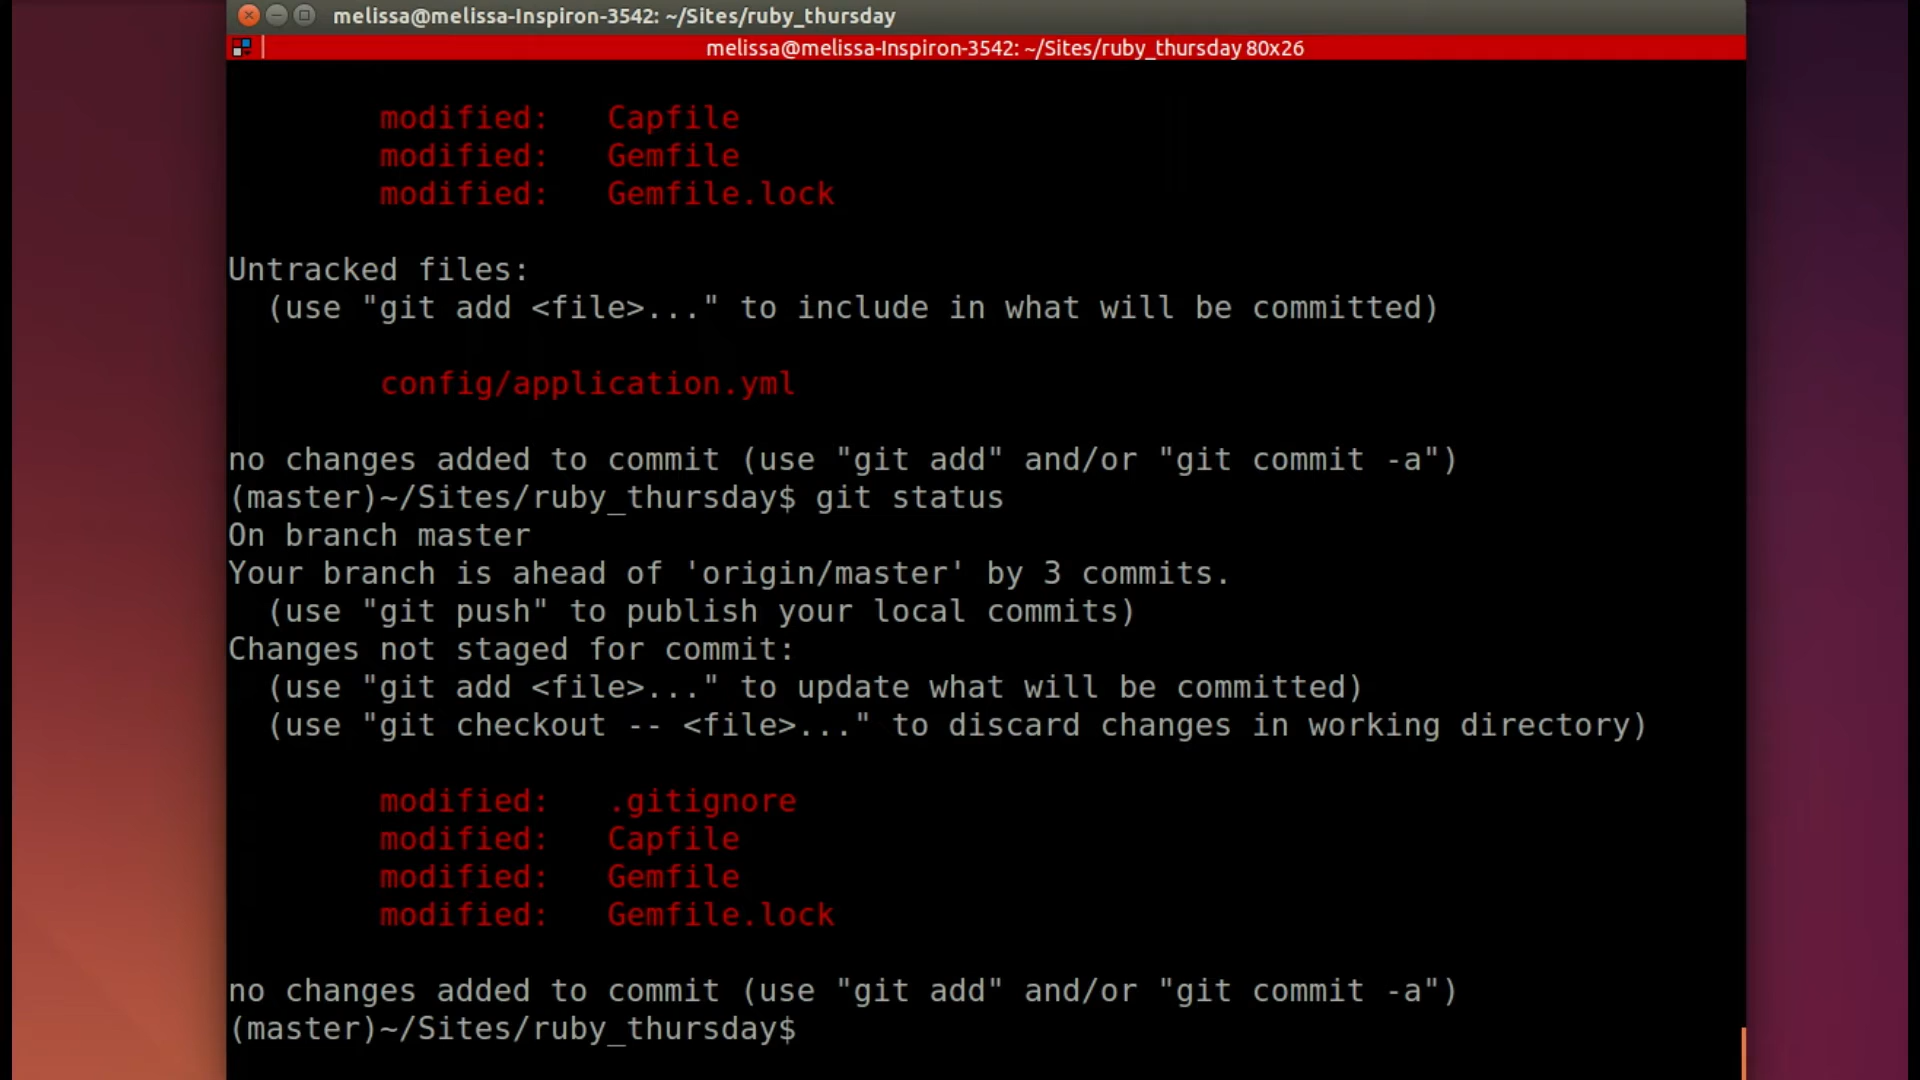 melissa@melissa-Inspiron-3542: ~/Sites/ruby_thursday
melissa@melissa-Inspiron-3542: ~/Sites/ruby_thursday 80x26
modified:   Capfile
modified:   Gemfile
modified:   Gemfile.lock
Untracked files:
(use "git add <file>..." to include in what will be committed)
config/application.yml
no changes added to commit (use "git add" and/or "git commit -a")
(master)~/Sites/ruby_thursday$ git status
On branch master
Your branch is ahead of 'origin/master' by 3 commits.
(use "git push" to publish your local commits)
Changes not staged for commit:
(use "git add <file>..." to update what will be committed)
(use "git checkout -- <file>..." to discard changes in working directory)
modified:   .gitignore
modified:   Capfile
modified:   Gemfile
modified:   Gemfile.lock
no changes added to commit (use "git add" and/or "git commit -a")
(master)~/Sites/ruby_thursday$